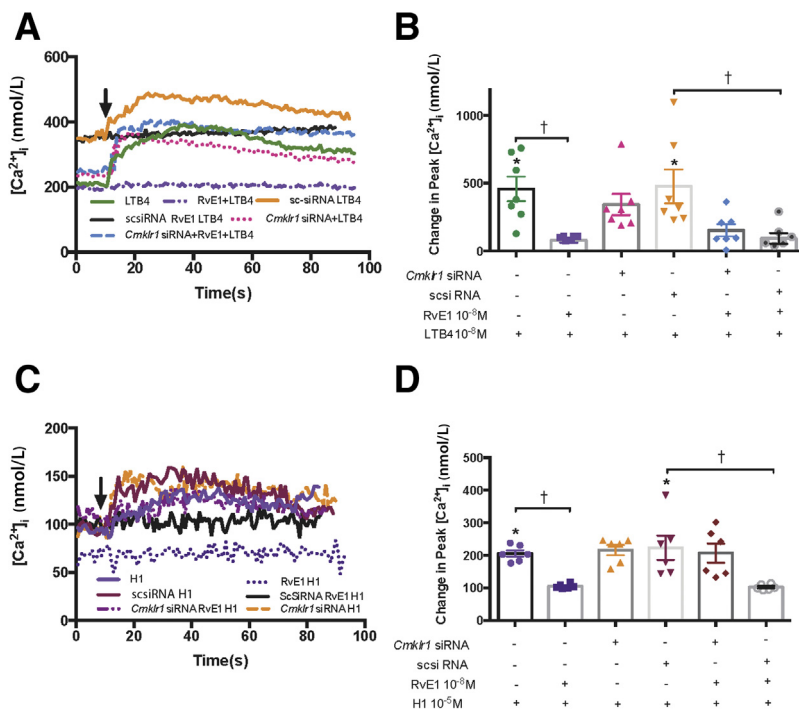 A
[Ca²⁺]ᵢ (nmol/L)
600
400
200
0
0 20 40 60 80 100
Time(s)
LTB4 RvE1+LTB4 sc-siRNA LTB4
scsiRNA RvE1 LTB4 Cmklr1 siRNA+LTB4
Cmklr1 siRNA+RvE1+LTB4
B
Change in Peak [Ca²⁺]ᵢ (nmol/L)
1000
500
0
* † * †
Cmklr1 siRNA - - + - + -
scsi RNA - - - + - +
RvE1 10⁻⁸M - + - - + +
LTB4 10⁻⁸M + + + + + +
C
[Ca²⁺]ᵢ (nmol/L)
200
150
100
50
0
0 20 40 60 80 100
Time(s)
H1 RvE1 H1
scsiRNA H1 ScSiRNA RvE1 H1
Cmklr1 siRNA RvE1 H1 Cmklr1 siRNA H1
D
Change in Peak [Ca²⁺]ᵢ (nmol/L)
500
400
300
200
100
0
* † * †
Cmklr1 siRNA - - + - + -
scsi RNA - - - + - +
RvE1 10⁻⁸M - + - - + +
H1 10⁻⁵M + + + + + +